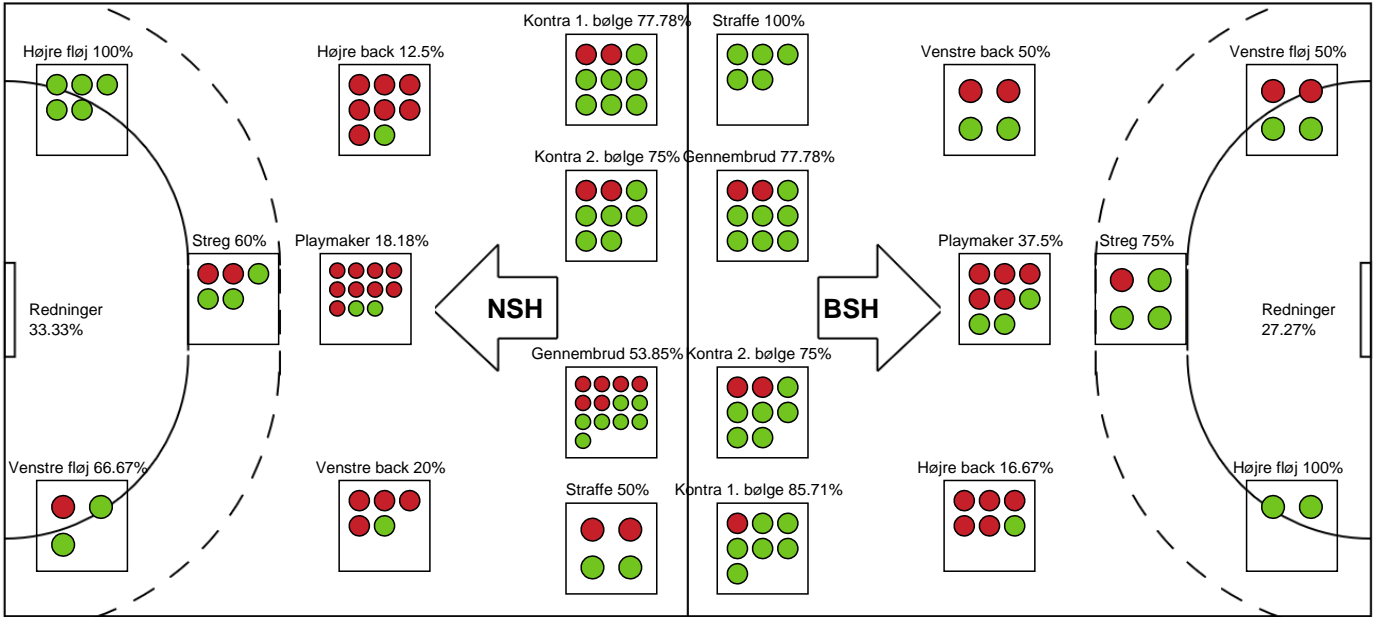 Kontra 1. bølge 77.78%
Straffe 100%
Højre fløj 100%
Højre back 12.5%
Venstre back 50%
Venstre fløj 50%
Kontra 2. bølge 75%
Gennembrud 77.78%
Streg 60%
Playmaker 18.18%
Playmaker 37.5%
Streg 75%
Redninger
33.33%
NSH
BSH
Redninger
27.27%
Gennembrud 53.85%
Kontra 2. bølge 75%
Venstre fløj 66.67%
Venstre back 20%
Højre back 16.67%
Højre fløj 100%
Straffe 50%
Kontra 1. bølge 85.71%